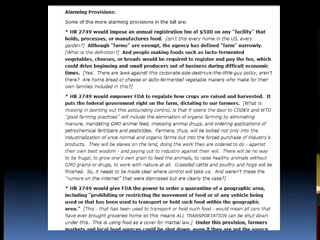 Alarming Provisions:
Some of the more alarming provisions in the bill are:
* HR 2749 would impose an annual registration fee of $500 on any "facility" that
holds, processes, or manufactures food. [Isn't this every home in the US, every
garden?] Although "farms" are exempt, the agency has defined "farm" narrowly.
[What is the definition?] And people making foods such as lacto-fermented
vegetables, cheeses, or breads would be required to register and pay the fee, which
could drive beginning and small producers out of business during difficult economic
times. [Yes. There are laws against this corporate-size-destroys-the-little-guy policy, aren't
there? Are home bread or cheese or lacto-fermented vegetable makers who make for their
own families included in this?]
* HR 2749 would empower FDA to regulate how crops are raised and harvested. It
puts the federal government right on the farm, dictating to our farmers. [What is
missing in pointing out this astounding control, is that it opens the door to CODEX and WTO
"good farming practices" will include the elimination of organic farming by eliminating
manure, mandating GMO animal feed, imposing animal drugs, and ordering applications of
petrochemical fertilizers and pesticides. Farmers, thus, will be locked not only into the
industrialization of once normal and organic farms but into the forced purchase of industry's
products. They will be slaves on the land, doing the work they are ordered to do - against
their own best wisdom - and paying out to industry against their will. There will be no way
to be frugal, to grow one's own grain to feed the animals, to raise healthy animals without
GMO grains or drugs, to work with nature at all. Grassfed cattle and poultry and hogs will be
finished. So, it needs to be made clear where control will take us. And weren't these the
"rumors on the internet" that were dismissed but are clearly the case?]
* HR 2749 would give FDA the power to order a quarantine of a geographic area,
including "prohibiting or restricting the movement of food or of any vehicle being
used or that has been used to transport or hold such food within the geographic
area." [This - that has been used to transport or hold such food - would mean all cars that
have ever brought groceries home so this means ALL TRANSPORTATION can be shut down
under this. This is using food as a cover for martial law.] Under this provision, farmers
markets and local food sources could be shut down, even if they are not the source